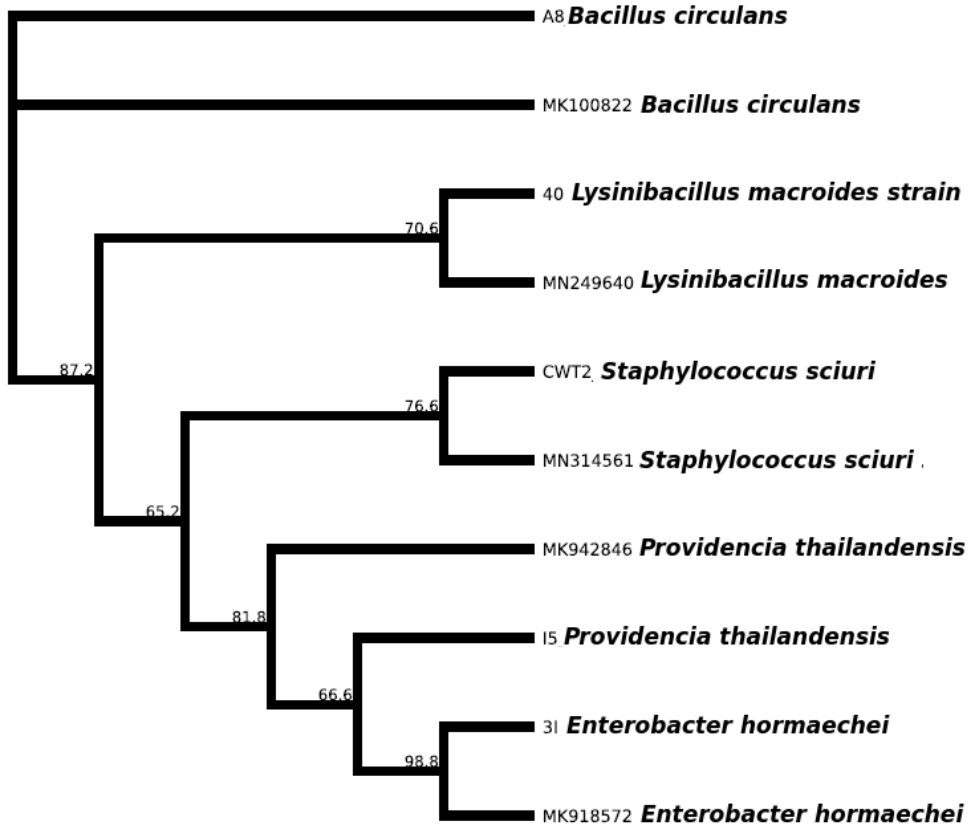 A8 Bacillus circulans
MK100822 Bacillus circulans
40 Lysinibacillus macroides strain
70.6
MN249640 Lysinibacillus macroides
87.2
CWT2 Staphylococcus sciuri
76.6
MN314561 Staphylococcus sciuri .
65.2
MK942846 Providencia thailandensis
81.8
I5 Providencia thailandensis
66.6
3I Enterobacter hormaechei
98.8
MK918572 Enterobacter hormaechei